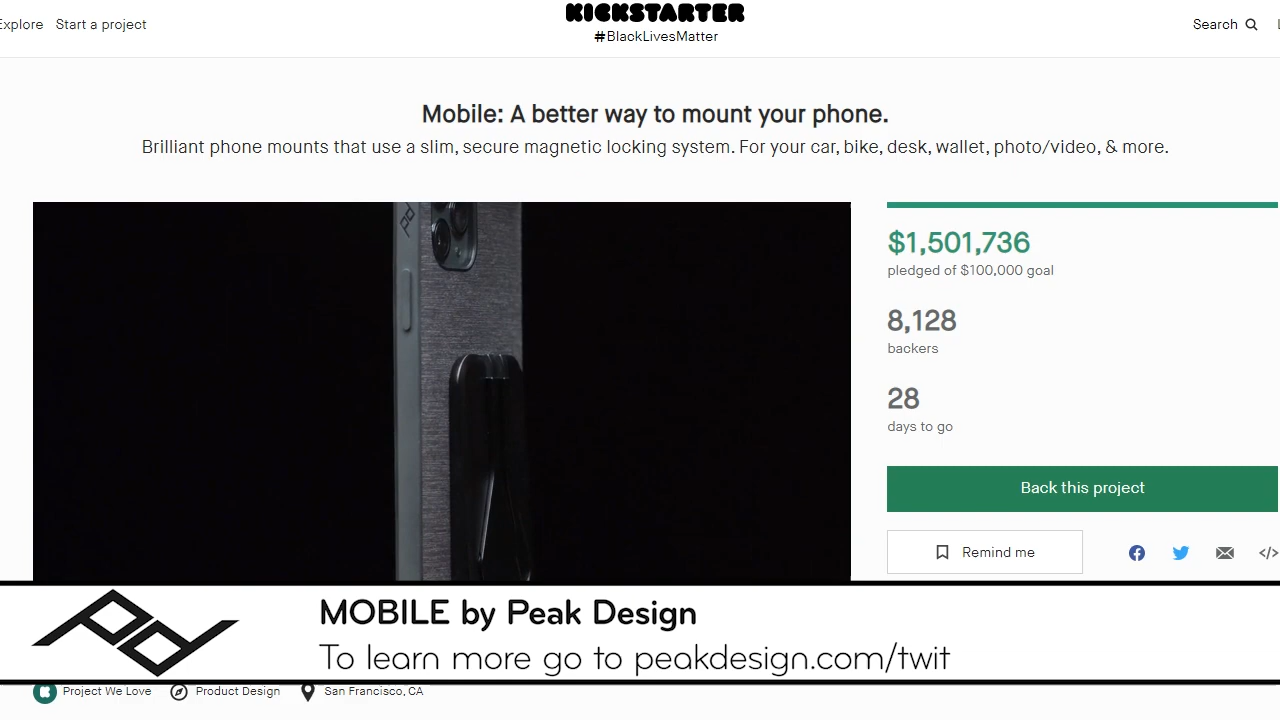 Explore Start a project
KICKSTARTER
#BlackLivesMatter
Search
Mobile: A better way to mount your phone.
Brilliant phone mounts that use a slim, secure magnetic locking system. For your car, bike, desk, wallet, photo/video, & more.
pd
$1,501,736
pledged of $100,000 goal
8,128
backers
28
days to go
Back this project
Remind me
</>
pd
MOBILE by Peak Design
To learn more go to peakdesign.com/twit
Project We Love Product Design San Francisco, CA